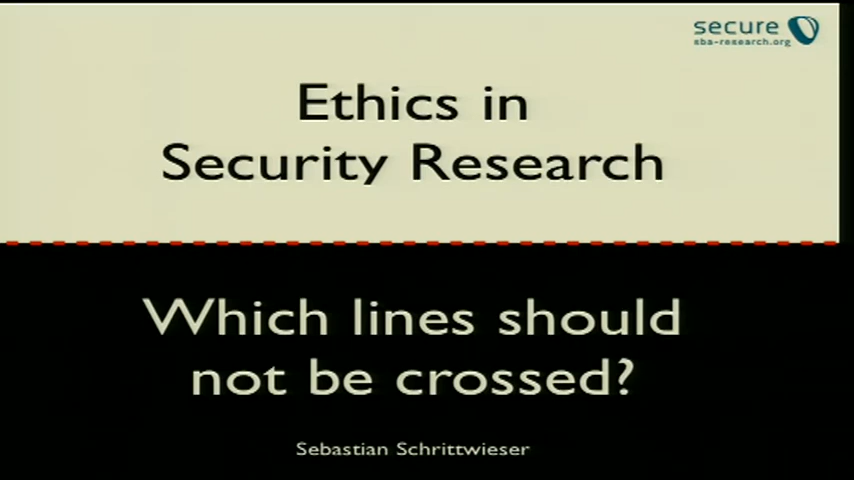 secure
sba-research.org
Ethics in
Security Research
Which lines should
not be crossed?
Sebastian Schrittwieser